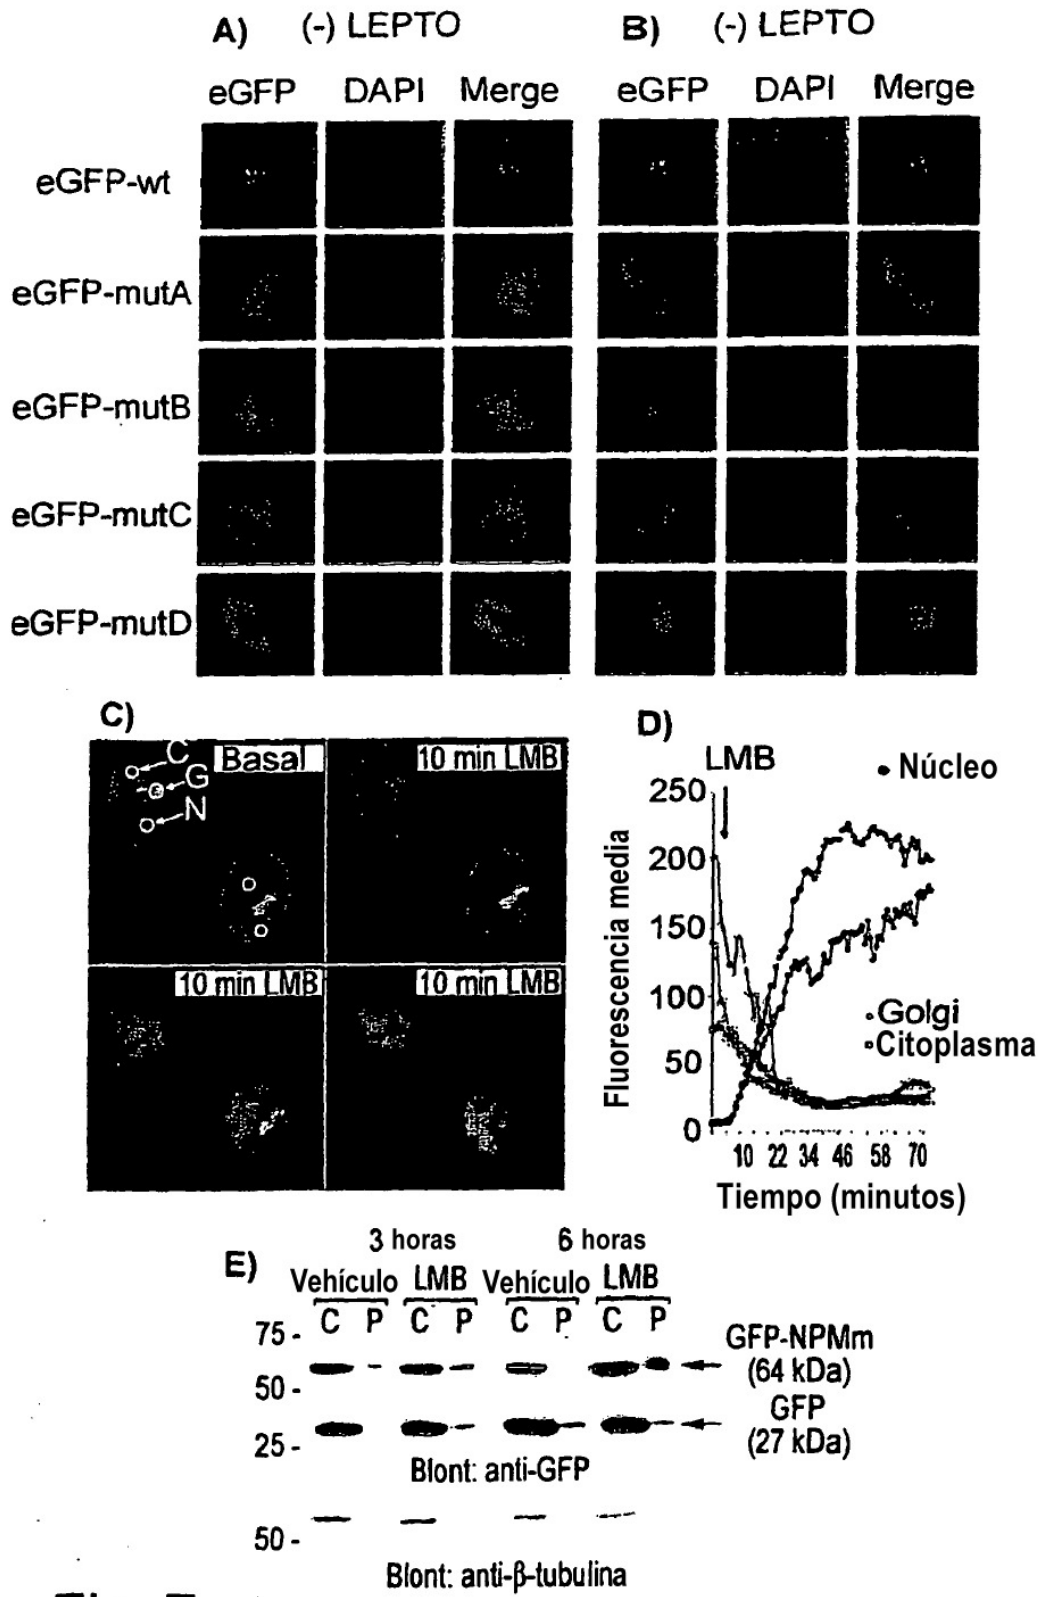 A) (-) LEPTO B) (-) LEPTO
eGFP DAPI Merge eGFP DAPI Merge
eGFP-wt
eGFP-mutA
eGFP-mutB
eGFP-mutC
eGFP-mutD
C)
C
G
N
Basal
10 min LMB
10 min LMB
10 min LMB
D)
LMB
Núcleo
250
200
150
100
50
0
Fluorescencia media
Golgi
Citoplasma
10 22 34 46 58 70
Tiempo (minutos)
E)
3 horas 6 horas
Vehículo LMB Vehículo LMB
C P C P C P C P
75 -
50 -
25 -
GFP-NPMm
(64 kDa)
GFP
(27 kDa)
Blont: anti-GFP
50 -
Blont: anti-β-tubulina